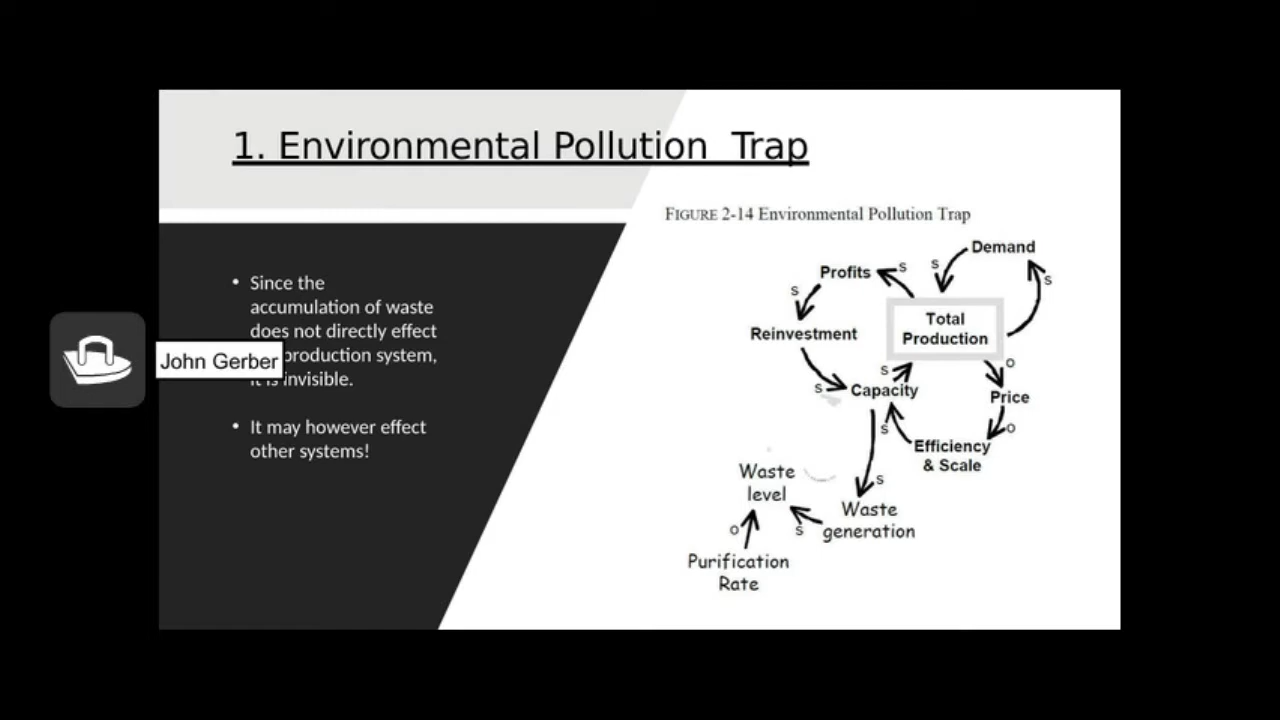 1. Environmental Pollution Trap
FIGURE 2-14 Environmental Pollution Trap
• Since the
accumulation of waste
does not directly effect
production system,
it is invisible.
• It may however effect
other systems!
John Gerber
Demand
Profits
s
s
s
s
Total
Production
Reinvestment
s
s
o
Capacity
Price
s
o
Efficiency
& Scale
Waste
level
s
Waste
generation
o
s
Purification
Rate